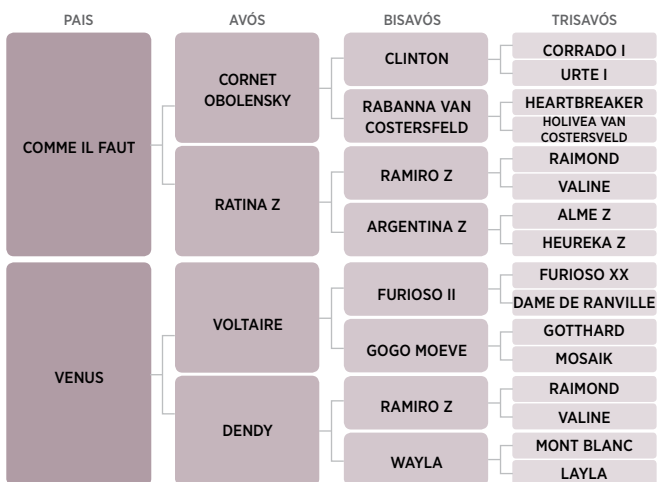 PAIS
AVÓS
BISAVÓS
TRISAVÓS
COMME IL FAUT
CORNET
OBOLENSKY
CLINTON
CORRADO I
URTE I
RABANNA VAN
COSTERSFELD
HEARTBREAKER
HOLIVEA VAN
COSTERSVELD
RATINA Z
RAMIRO Z
RAIMOND
VALINE
ARGENTINA Z
ALME Z
HEUREKA Z
VENUS
VOLTAIRE
FURIOSO II
FURIOSO XX
DAME DE RANVILLE
GOGO MOEVE
GOTTHARD
MOSAIK
DENDY
RAMIRO Z
RAIMOND
VALINE
WAYLA
MONT BLANC
LAYLA